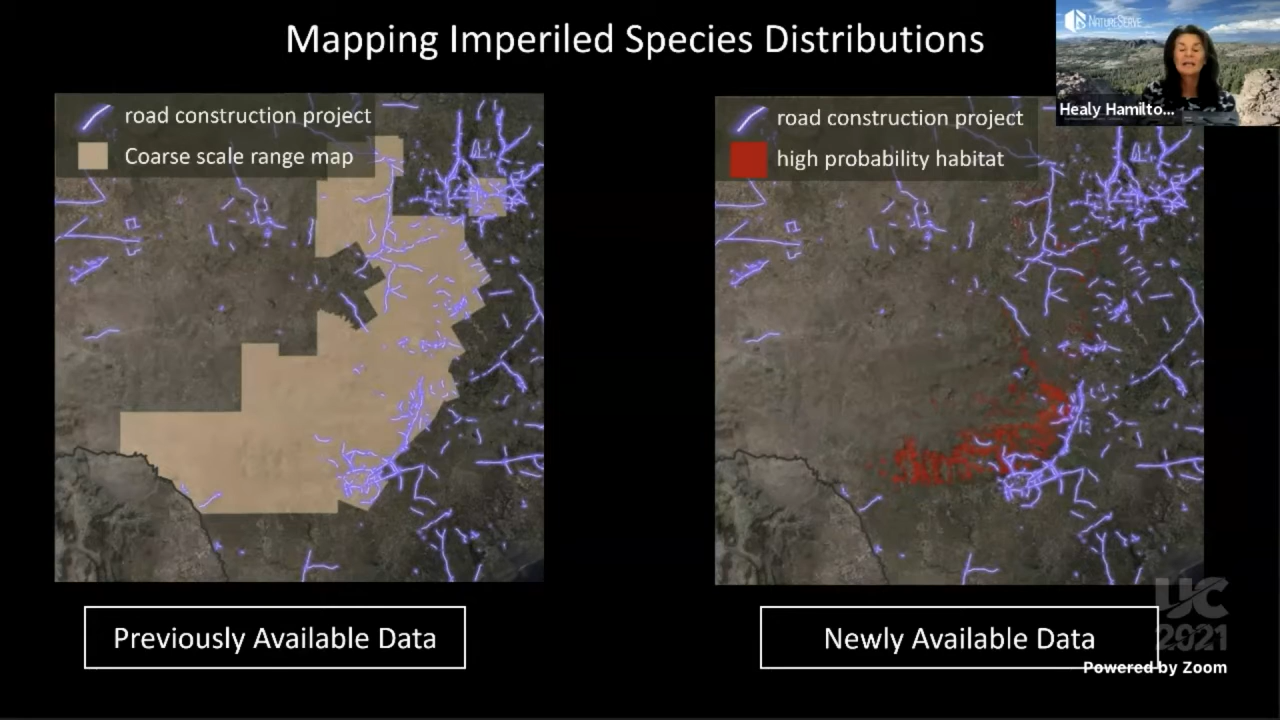 Mapping Imperiled Species Distributions
NATURESERVE
Healy Hamilto...
road construction project
Coarse scale range map
road construction project
high probability habitat
Previously Available Data
Newly Available Data
UC
2021
Powered by Zoom